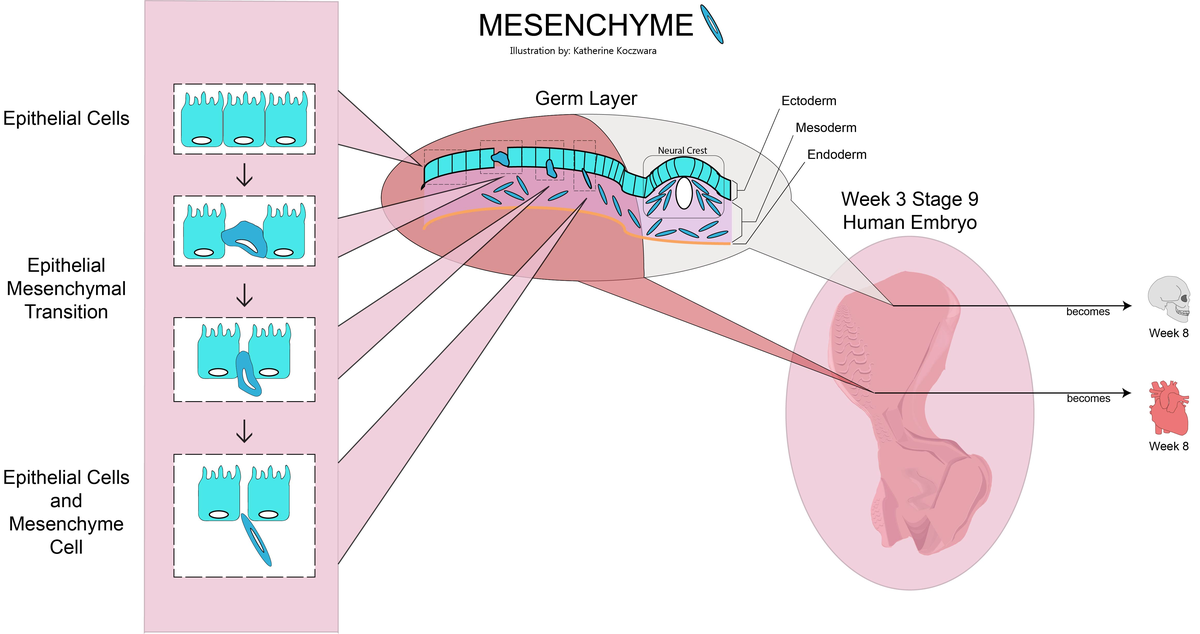 MESENCHYME
Illustration by: Katherine Koczwara
Epithelial Cells
Epithelial
Mesenchymal
Transition
Epithelial Cells
and
Mesenchyme
Cell
Germ Layer
Neural Crest
Ectoderm
Mesoderm
Endoderm
Week 3 Stage 9
Human Embryo
becomes
Week 8
becomes
Week 8